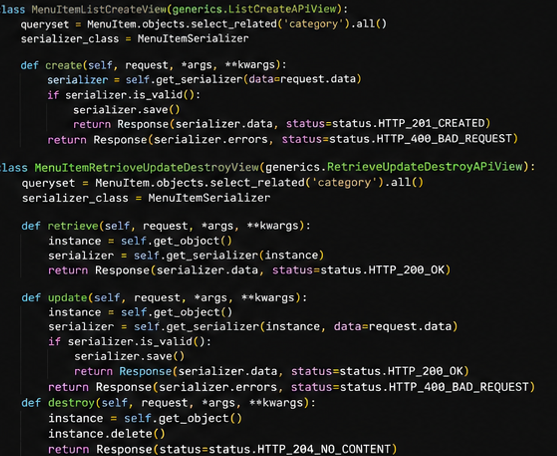 class MenuItemListCreateView(generics.ListCreateApiView):
    queryset = MenuItem.objects.select_related('category').all()
    serializer_class = MenuItemSerializer

    def create(self, request, *args, **kwargs):
        serializer = self.get_serializer(data=request.data)
        if serializer.is_valid():
            serializer.save()
            return Response(serializer.data, status=status.HTTP_201_CREATED)
        return Response(serializer.errors, status=status.HTTP_400_BAD_REQUEST)

class MenuItemRetrioveUpdateDestroyView(generics.RetrieveUpdateDestroyAPiView):
    queryset = MenuItem.objects.select_related('category').all()
    serializer_class = MenuItemSerializer

    def retrieve(self, request, *args, **kwargs):
        instance = self.get_object()
        serializer = self.get_serializer(instance)
        return Response(serializer.data, status=status.HTTP_200_OK)

    def update(self, request, *args, **kwargs):
        instance = self.get_object()
        serializer = self.get_serializer(instance, data=request.data)
        if serializer.is_valid():
            serializer.save()
            return Response(serializer.data, status=status.HTTP_200_OK)
        return Response(serializer.errors, status=status.HTTP_400_BAD_REQUEST)
    def destroy(self, request, *args, **kwargs):
        instance = self.get_object()
        instance.delete()
        return Response(status=status.HTTP_204_NO_CONTENT)